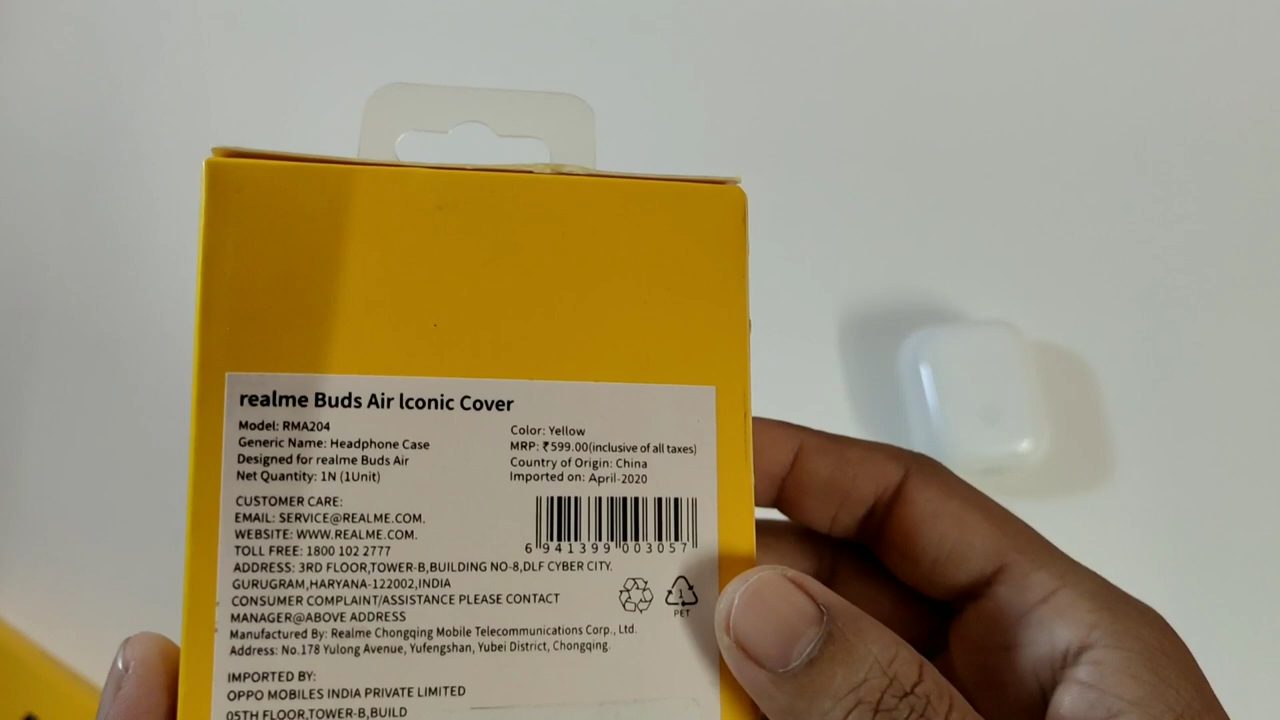 realme Buds Air Iconic Cover
Model: RMA204
Generic Name: Headphone Case
Designed for realme Buds Air
Net Quantity: 1N (1Unit)
Color: Yellow
MRP: ₹599.00(inclusive of all taxes)
Country of Origin: China
Imported on: April-2020
CUSTOMER CARE:
EMAIL: SERVICE@REALME.COM.
WEBSITE: WWW.REALME.COM.
TOLL FREE: 1800 102 2777
6 941399 003057
ADDRESS: 3RD FLOOR,TOWER-B,BUILDING NO-8,DLF CYBER CITY.
GURUGRAM,HARYANA-122002,INDIA
CONSUMER COMPLAINT/ASSISTANCE PLEASE CONTACT
MANAGER@ABOVE ADDRESS
1
PET
Manufactured By: Realme Chongqing Mobile Telecommunications Corp., Ltd.
Address: No.178 Yulong Avenue, Yufengshan, Yubei District, Chongqing.
IMPORTED BY:
OPPO MOBILES INDIA PRIVATE LIMITED
05TH FLOOR,TOWER-B,BUILD